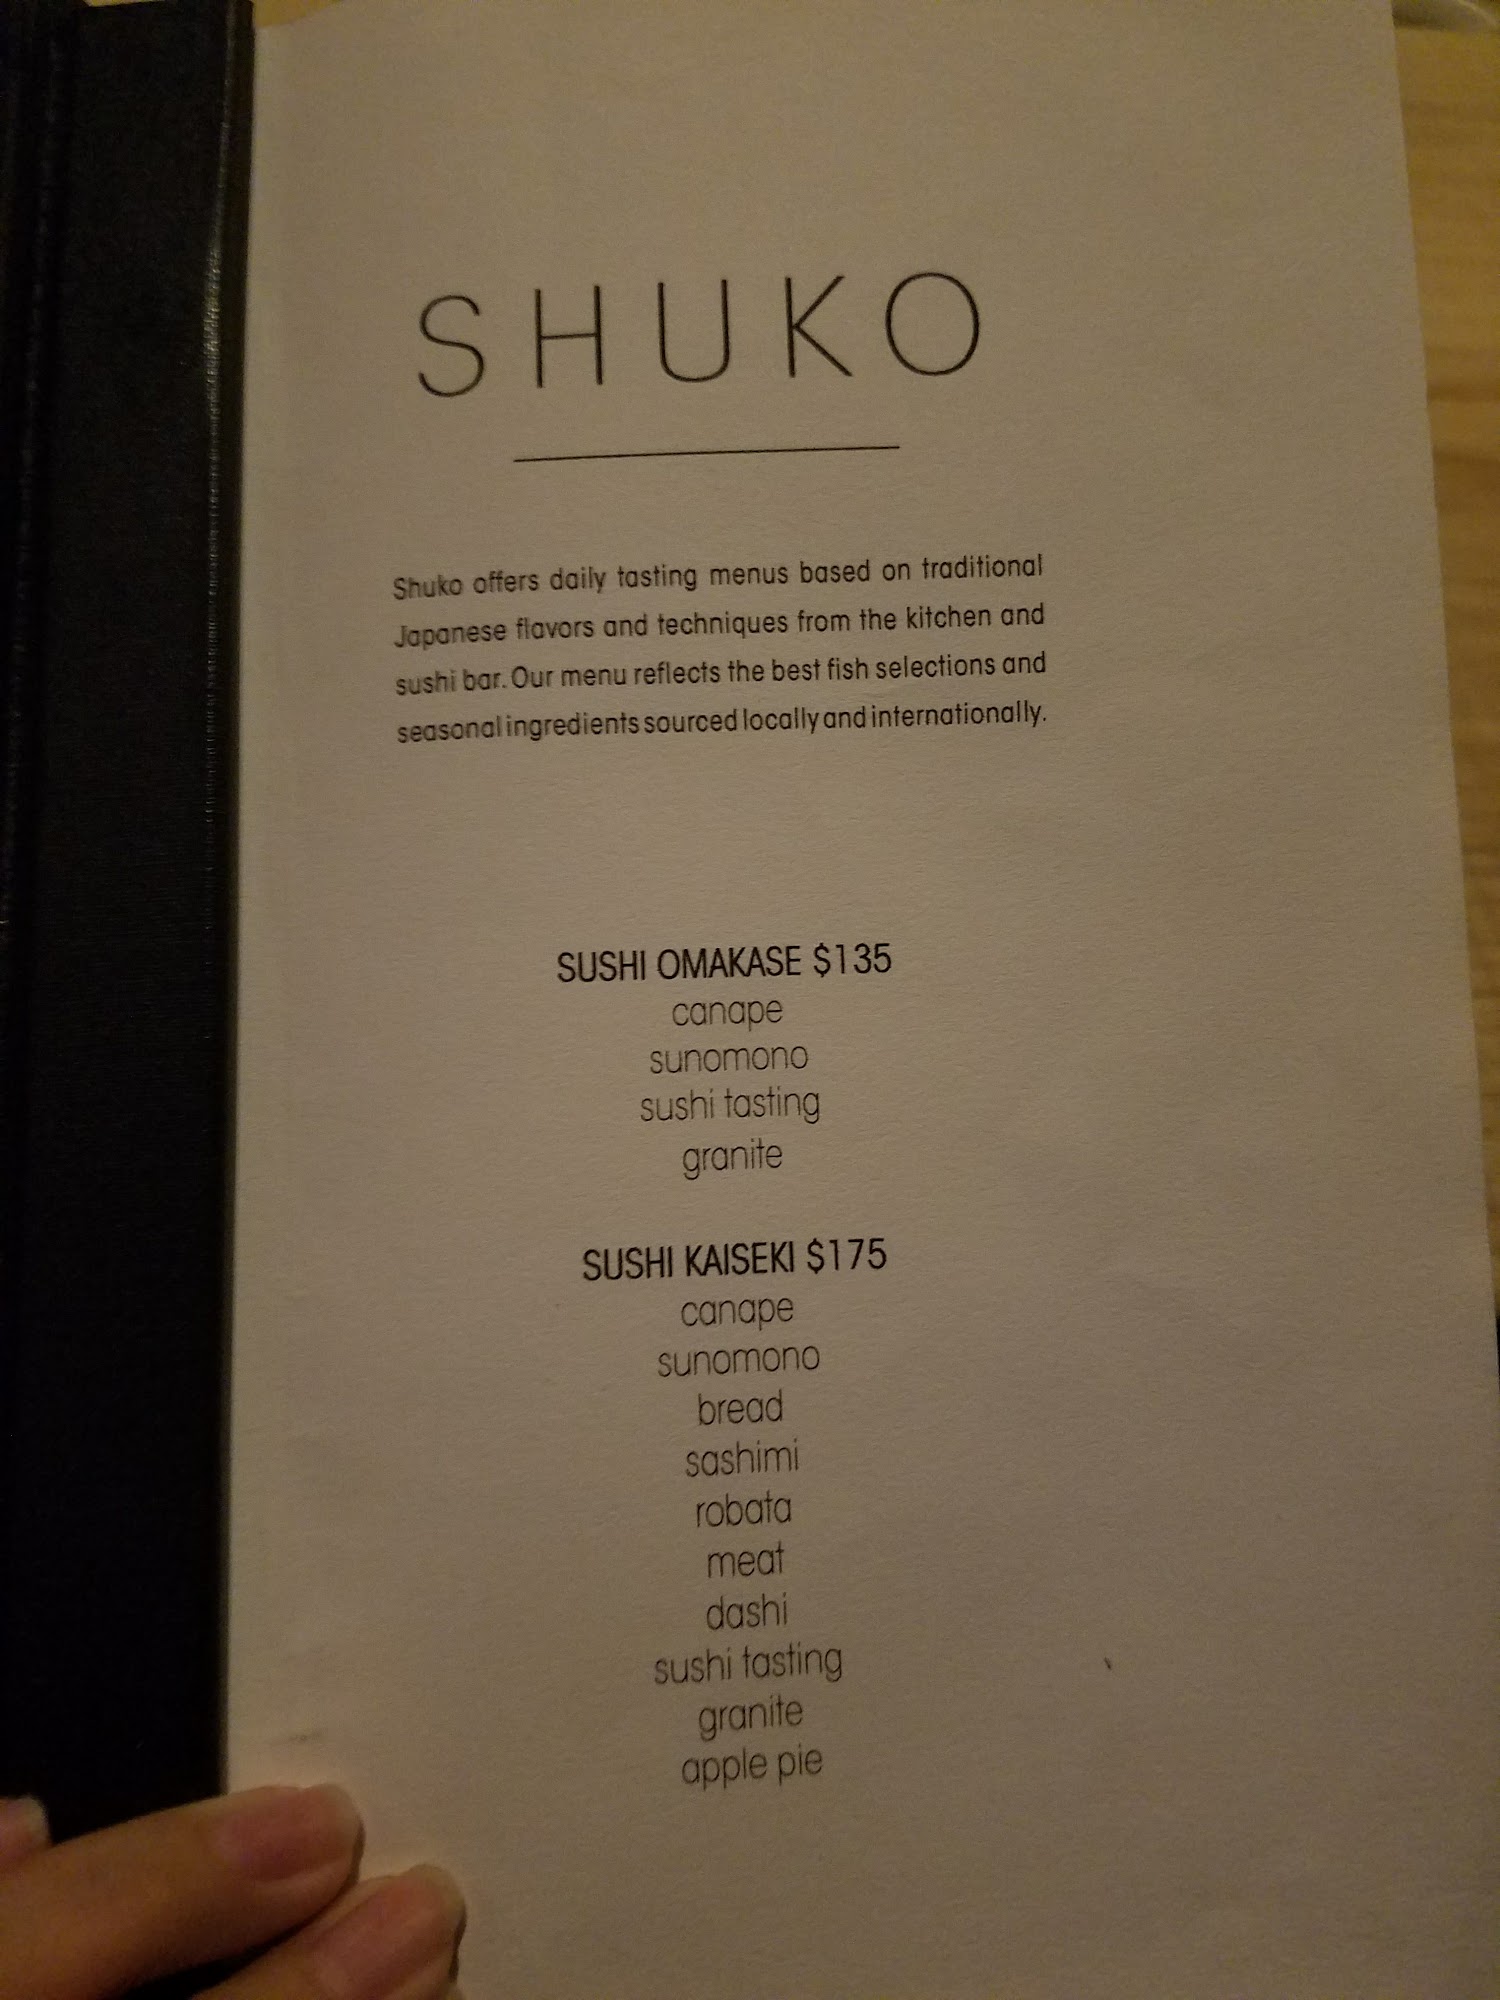 SHUKO
Shuko offers daily tasting menus based on traditional
Japanese flavors and techniques from the kitchen and
sushi bar. Our menu reflects the best fish selections and
seasonal ingredients sourced locally and internationally.
SUSHI OMAKASE $135
canape
sunomono
sushi tasting
granite
SUSHI KAISEKI $175
canape
sunomono
bread
sashimi
robata
meat
dashi
sushi tasting
granite
apple pie